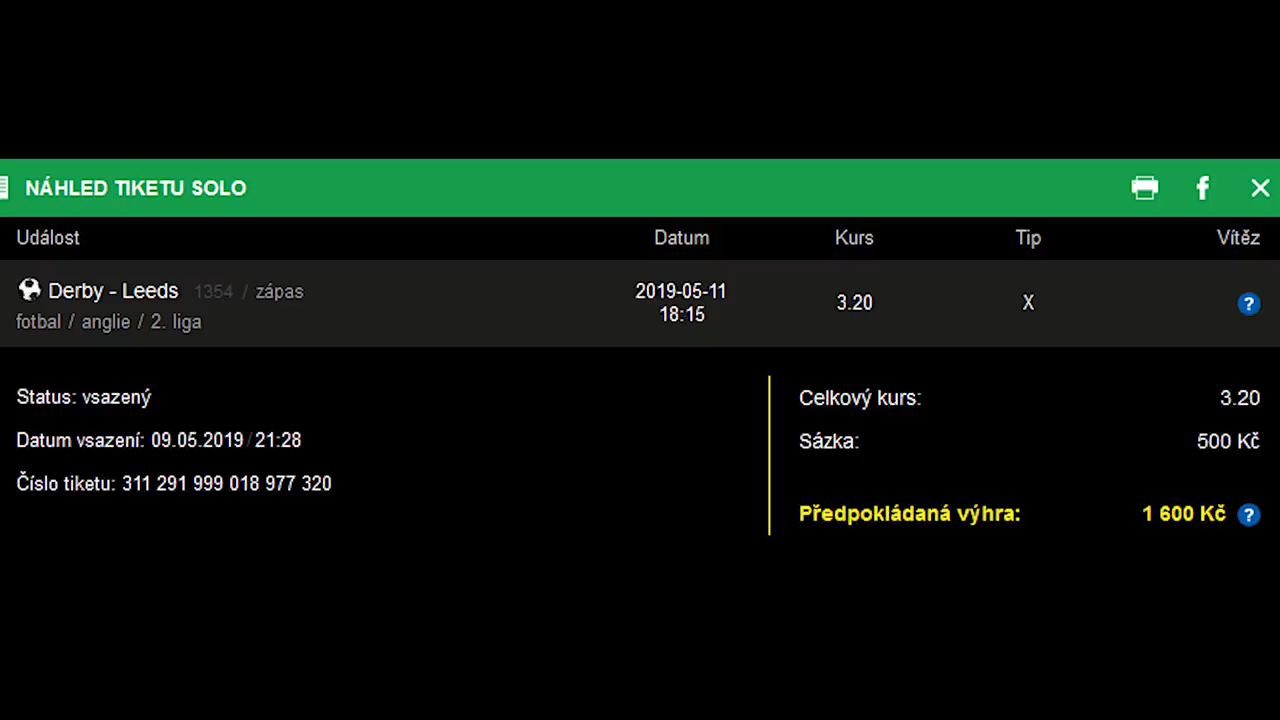 NÁHLED TIKETU SOLO
Událost Datum Kurs Tip Vítěz
Derby - Leeds 1354 / zápas 2019-05-11 18:15 3.20 X ?
fotbal / anglie / 2. liga
Status: vsazený
Datum vsazení: 09.05.2019 / 21:28
Číslo tiketu: 311 291 999 018 977 320
Celkový kurs: 3.20
Sázka: 500 Kč
Předpokládaná výhra: 1 600 Kč ?